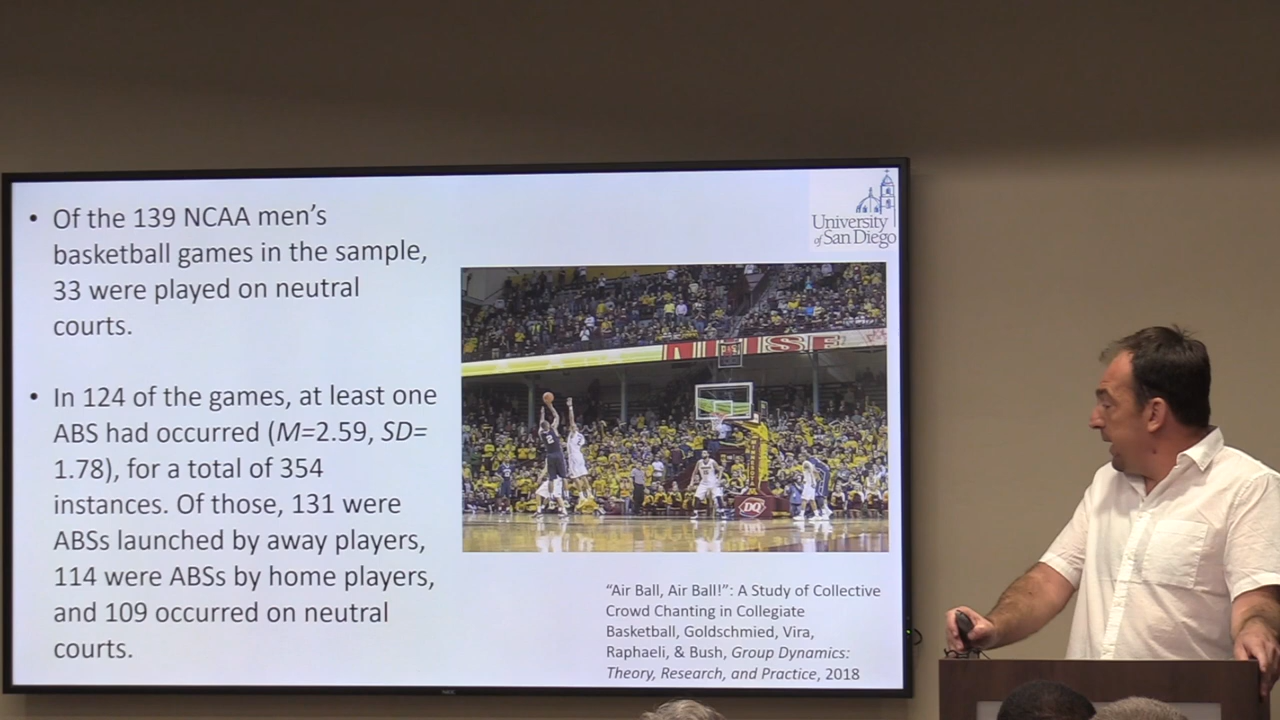 • Of the 139 NCAA men's
basketball games in the sample,
33 were played on neutral
courts.
• In 124 of the games, at least one
ABS had occurred (M=2.59, SD=
1.78), for a total of 354
instances. Of those, 131 were
ABSs launched by away players,
114 were ABSs by home players,
and 109 occurred on neutral
courts.
University
of San Diego
NOISE
DQ
2
“Air Ball, Air Ball!”: A Study of Collective
Crowd Chanting in Collegiate
Basketball, Goldschmied, Vira,
Raphaeli, & Bush, Group Dynamics:
Theory, Research, and Practice, 2018
NEC